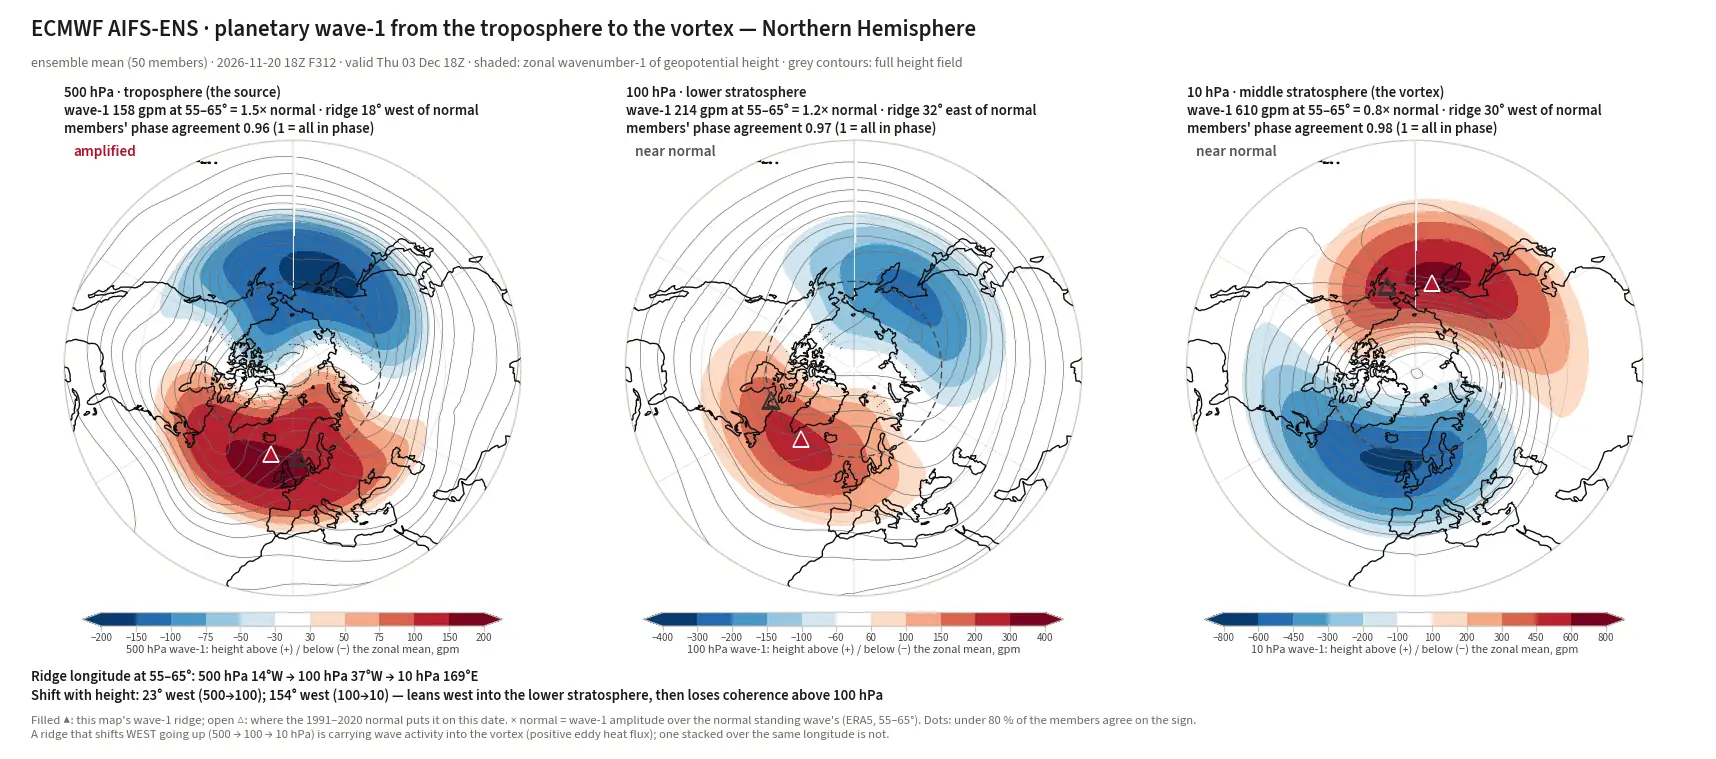 ECMWF AIFS-ENS · planetary wave-1 from the troposphere to the vortex — Northern Hemisphere
ensemble mean (50 members) · 2026-11-20 18Z F312 · valid Thu 03 Dec 18Z · shaded: zonal wavenumber-1 of geopotential height · grey contours: full height field
500 hPa · troposphere (the source)
wave-1 158 gpm at 55–65° = 1.5× normal · ridge 18° west of normal
members' phase agreement 0.96 (1 = all in phase)
amplified
100 hPa · lower stratosphere
wave-1 214 gpm at 55–65° = 1.2× normal · ridge 32° east of normal
members' phase agreement 0.97 (1 = all in phase)
near normal
10 hPa · middle stratosphere (the vortex)
wave-1 610 gpm at 55–65° = 0.8× normal · ridge 30° west of normal
members' phase agreement 0.98 (1 = all in phase)
near normal
−200 −150 −100 −75 −50 −30 30 50 75 100 150 200
500 hPa wave-1: height above (+) / below (−) the zonal mean, gpm
−400 −300 −200 −150 −100 −60 60 100 150 200 300 400
100 hPa wave-1: height above (+) / below (−) the zonal mean, gpm
−800 −600 −450 −300 −200 −100 100 200 300 450 600 800
10 hPa wave-1: height above (+) / below (−) the zonal mean, gpm
Ridge longitude at 55–65°: 500 hPa 14°W → 100 hPa 37°W → 10 hPa 169°E
Shift with height: 23° west (500→100); 154° west (100→10) — leans west into the lower stratosphere, then loses coherence above 100 hPa
Filled ▲: this map's wave-1 ridge; open △: where the 1991–2020 normal puts it on this date. × normal = wave-1 amplitude over the normal standing wave's (ERA5, 55–65°). Dots: under 80 % of the members agree on the sign.
A ridge that shifts WEST going up (500 → 100 → 10 hPa) is carrying wave activity into the vortex (positive eddy heat flux); one stacked over the same longitude is not.